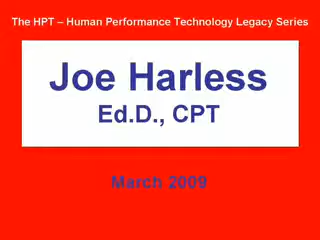 The HPT – Human Performance Technology Legacy Series
Joe Harless
Ed.D., CPT
March 2009